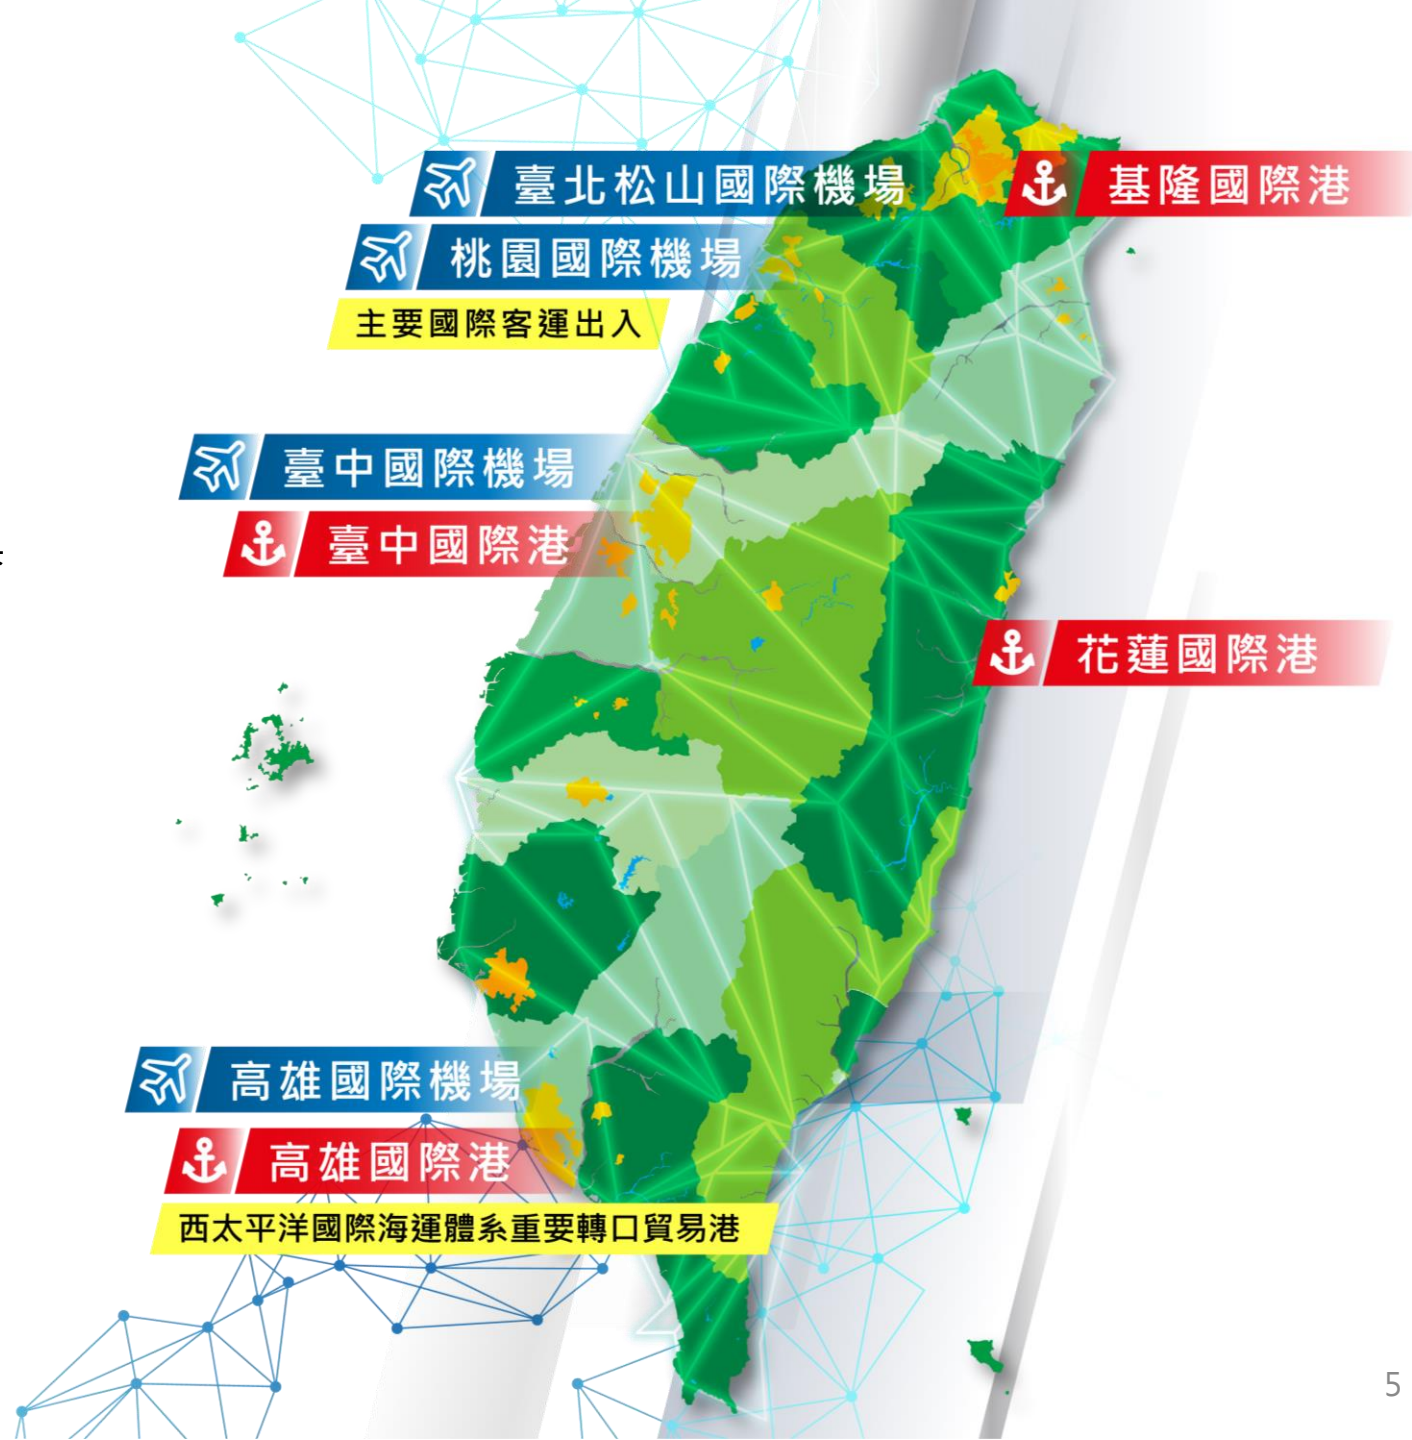 臺北松山國際機場
基隆國際港
桃園國際機場
主要國際客運出入
臺中國際機場
臺中國際港
花蓮國際港
高雄國際機場
高雄國際港
西太平洋國際海運體系重要轉口貿易港
5